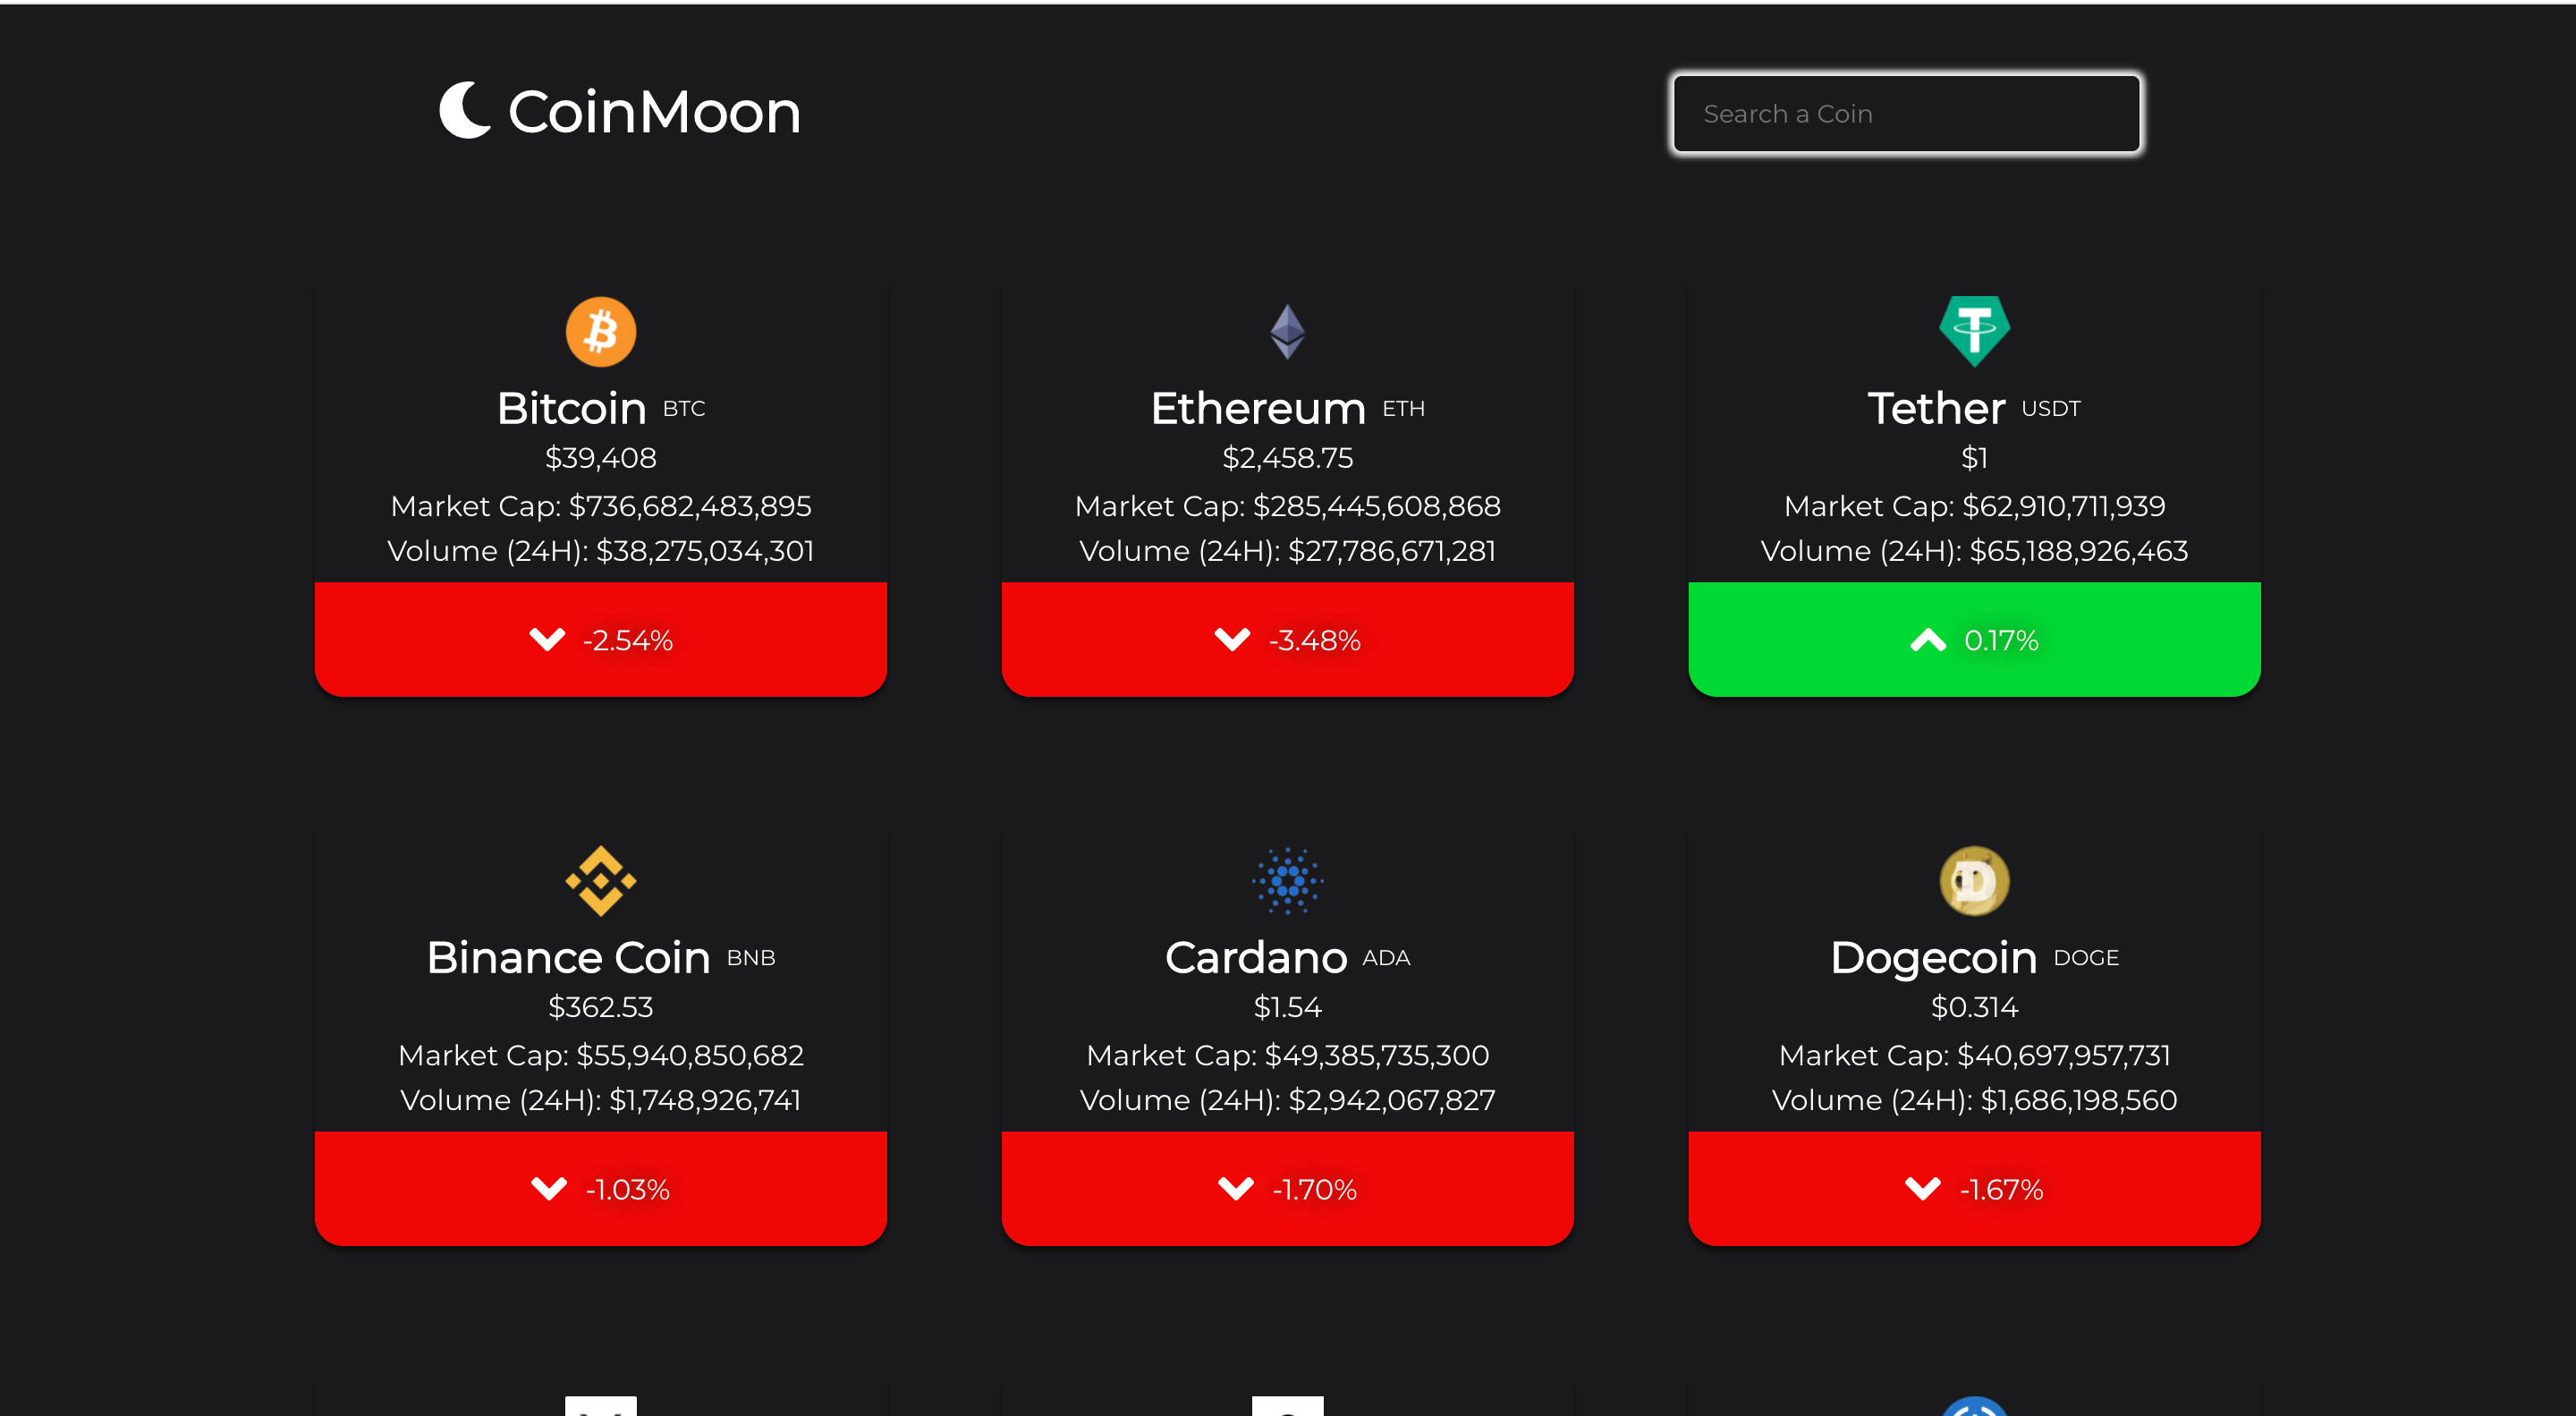 CoinMoon
Search a Coin
Bitcoin BTC
$39,408
Market Cap: $736,682,483,895
Volume (24H): $38,275,034,301
-2.54%
Ethereum ETH
$2,458.75
Market Cap: $285,445,608,868
Volume (24H): $27,786,671,281
-3.48%
Tether USDT
$1
Market Cap: $62,910,711,939
Volume (24H): $65,188,926,463
0.17%
Binance Coin BNB
$362.53
Market Cap: $55,940,850,682
Volume (24H): $1,748,926,741
-1.03%
Cardano ADA
$1.54
Market Cap: $49,385,735,300
Volume (24H): $2,942,067,827
-1.70%
Dogecoin DOGE
$0.314
Market Cap: $40,697,957,731
Volume (24H): $1,686,198,560
-1.67%